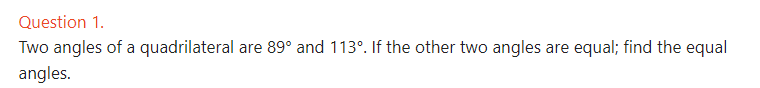 Question 1.
Two angles of a quadrilateral are 89° and 113°. If the other two angles are equal; find the equal
angles.